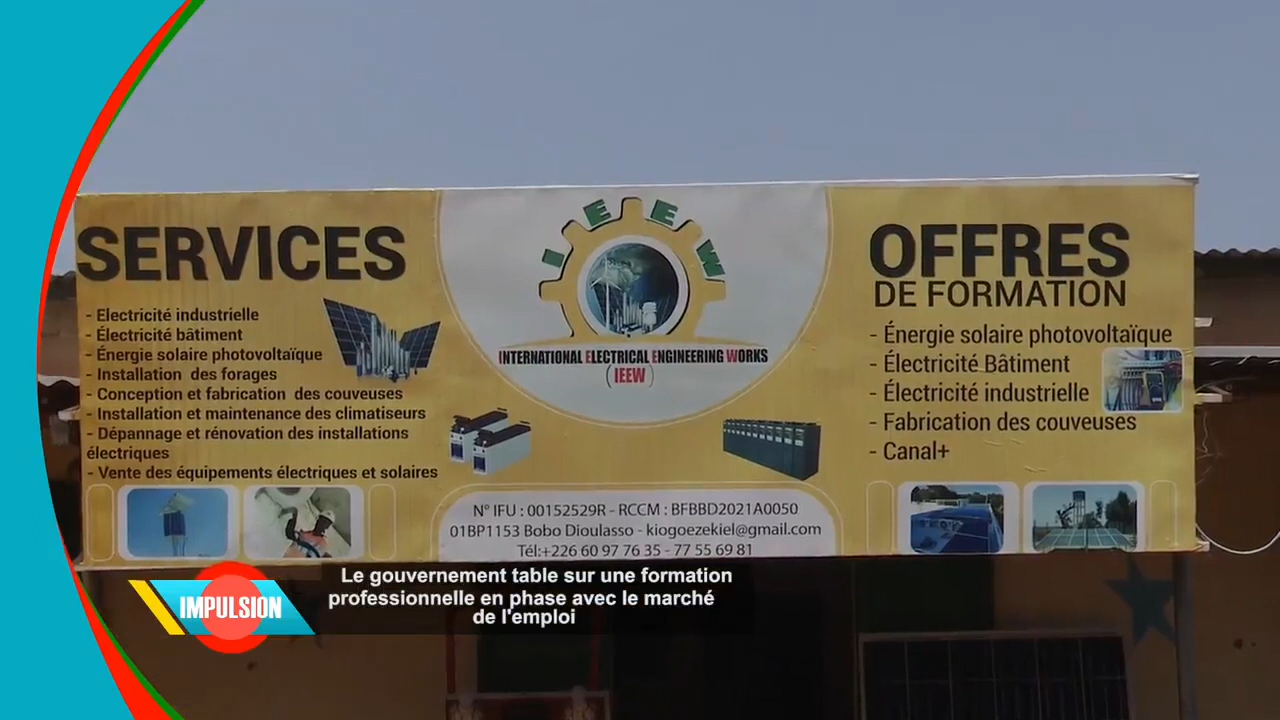 SERVICES
- Electricité industrielle
- Électricité bâtiment
- Énergie solaire photovoltaïque
- Installation des forages
- Conception et fabrication des couveuses
- Installation et maintenance des climatiseurs
- Dépannage et rénovation des installations
électriques
- Vente des équipements électriques et solaires
I E E W
INTERNATIONAL ELECTRICAL ENGINEERING WORKS
(IEEW)
N° IFU : 00152529R - RCCM : BFBBD2021A0050
01BP1153 Bobo Dioulasso - kiogoezekiel@gmail.com
Tél:+226 60 97 76 35 - 77 55 69 81
OFFRES
DE FORMATION
- Énergie solaire photovoltaïque
- Électricité Bâtiment
- Électricité industrielle
- Fabrication des couveuses
- Canal+
IMPULSION
Le gouvernement table sur une formation
professionnelle en phase avec le marché
de l'emploi